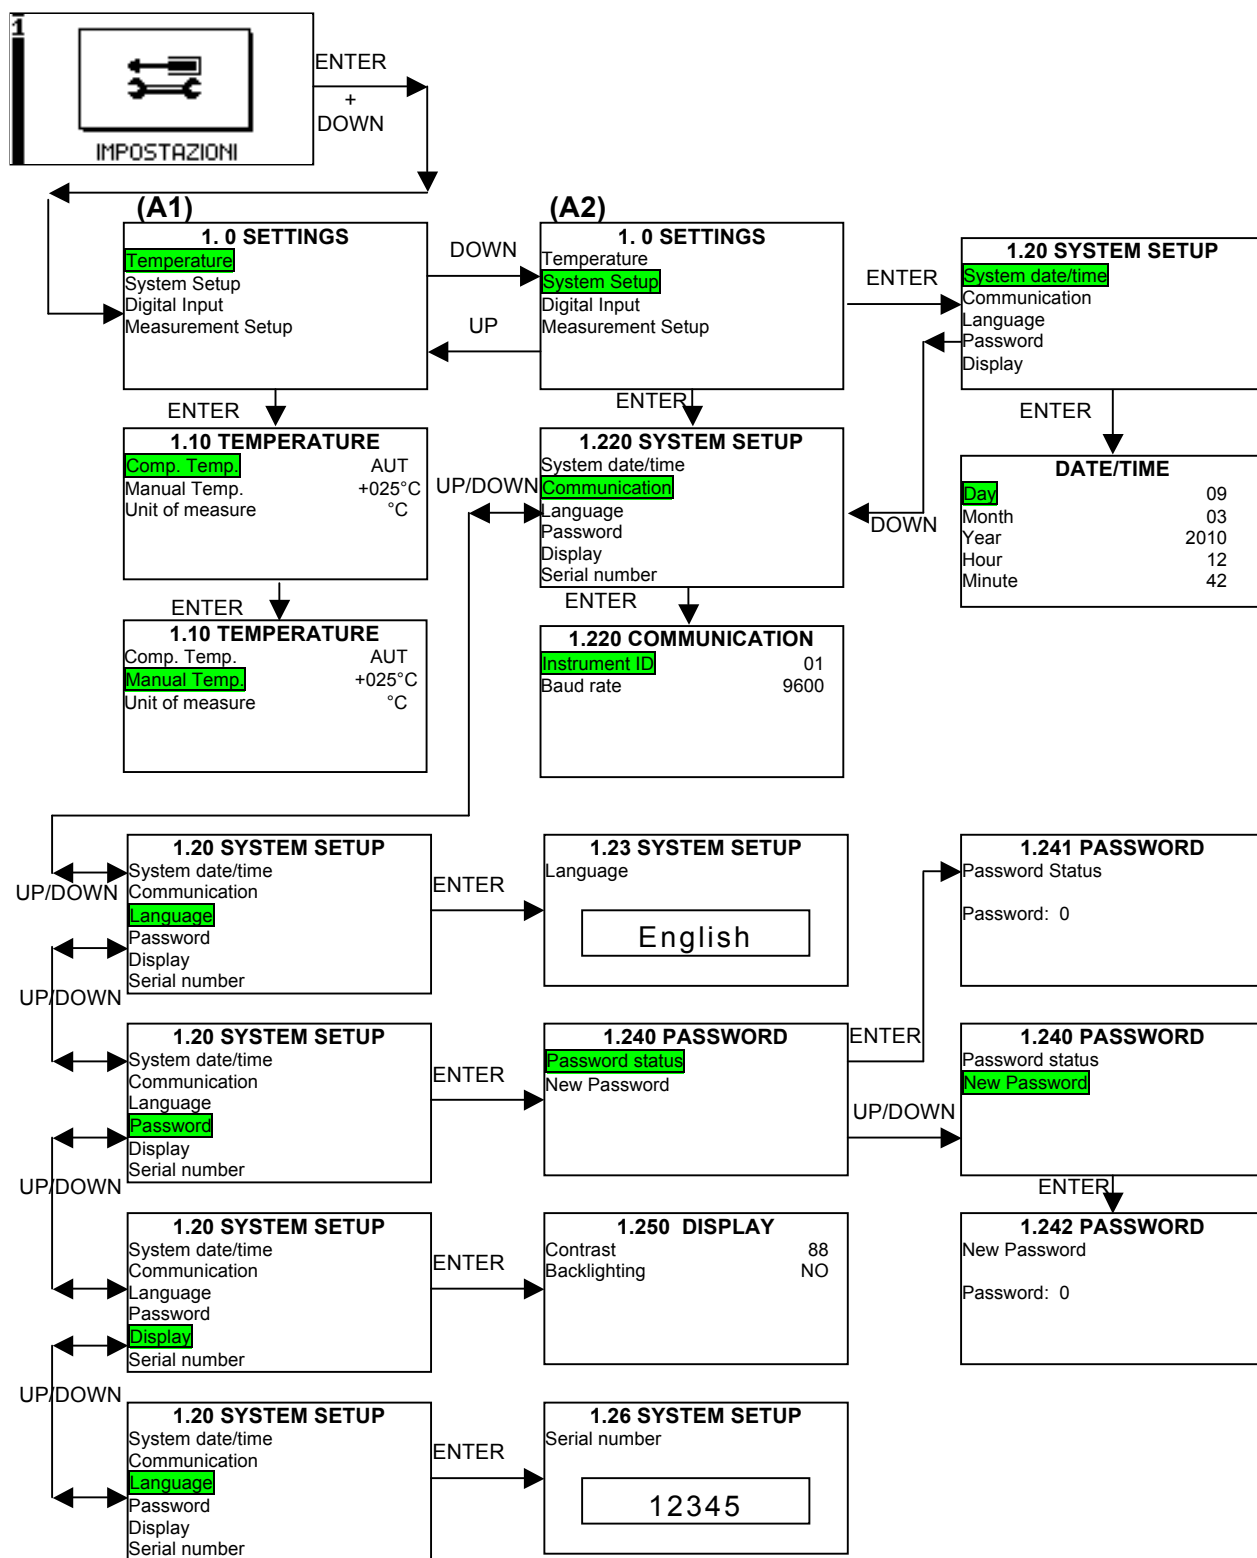 1
IMPOSTAZIONI
ENTER
+
DOWN
(A1)
1. 0 SETTINGS
Temperature
System Setup
Digital Input
Measurement Setup
DOWN
UP
(A2)
1. 0 SETTINGS
Temperature
System Setup
Digital Input
Measurement Setup
ENTER
1.20 SYSTEM SETUP
System date/time
Communication
Language
Password
Display
ENTER
ENTER
ENTER
1.10 TEMPERATURE
Comp. Temp. AUT
Manual Temp. +025°C
Unit of measure °C
UP/DOWN
1.220 SYSTEM SETUP
System date/time
Communication
Language
Password
Display
Serial number
DOWN
DATE/TIME
Day 09
Month 03
Year 2010
Hour 12
Minute 42
ENTER
ENTER
1.10 TEMPERATURE
Comp. Temp. AUT
Manual Temp. +025°C
Unit of measure °C
1.220 COMMUNICATION
Instrument ID 01
Baud rate 9600
UP/DOWN
1.20 SYSTEM SETUP
System date/time
Communication
Language
Password
Display
Serial number
ENTER
1.23 SYSTEM SETUP
Language
English
1.241 PASSWORD
Password Status
Password: 0
UP/DOWN
1.20 SYSTEM SETUP
System date/time
Communication
Language
Password
Display
Serial number
ENTER
1.240 PASSWORD
Password status
New Password
ENTER
UP/DOWN
1.240 PASSWORD
Password status
New Password
ENTER
UP/DOWN
1.20 SYSTEM SETUP
System date/time
Communication
Language
Password
Display
Serial number
ENTER
1.250 DISPLAY
Contrast 88
Backlighting NO
1.242 PASSWORD
New Password
Password: 0
UP/DOWN
1.20 SYSTEM SETUP
System date/time
Communication
Language
Password
Display
Serial number
ENTER
1.26 SYSTEM SETUP
Serial number
12345